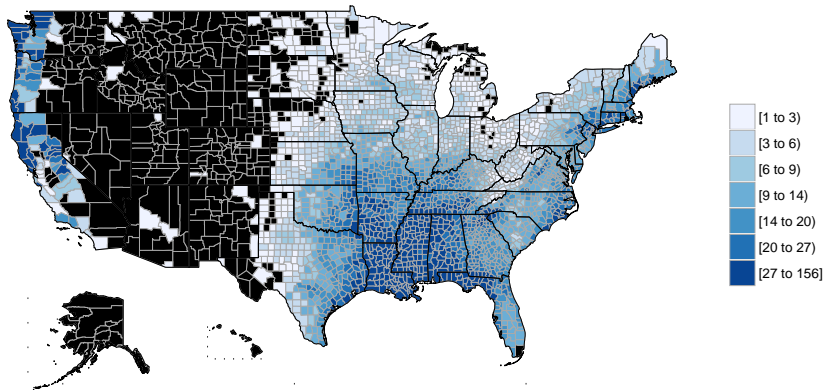 [1 to 3)
[3 to 6)
[6 to 9)
[9 to 14)
[14 to 20)
[20 to 27)
[27 to 156]